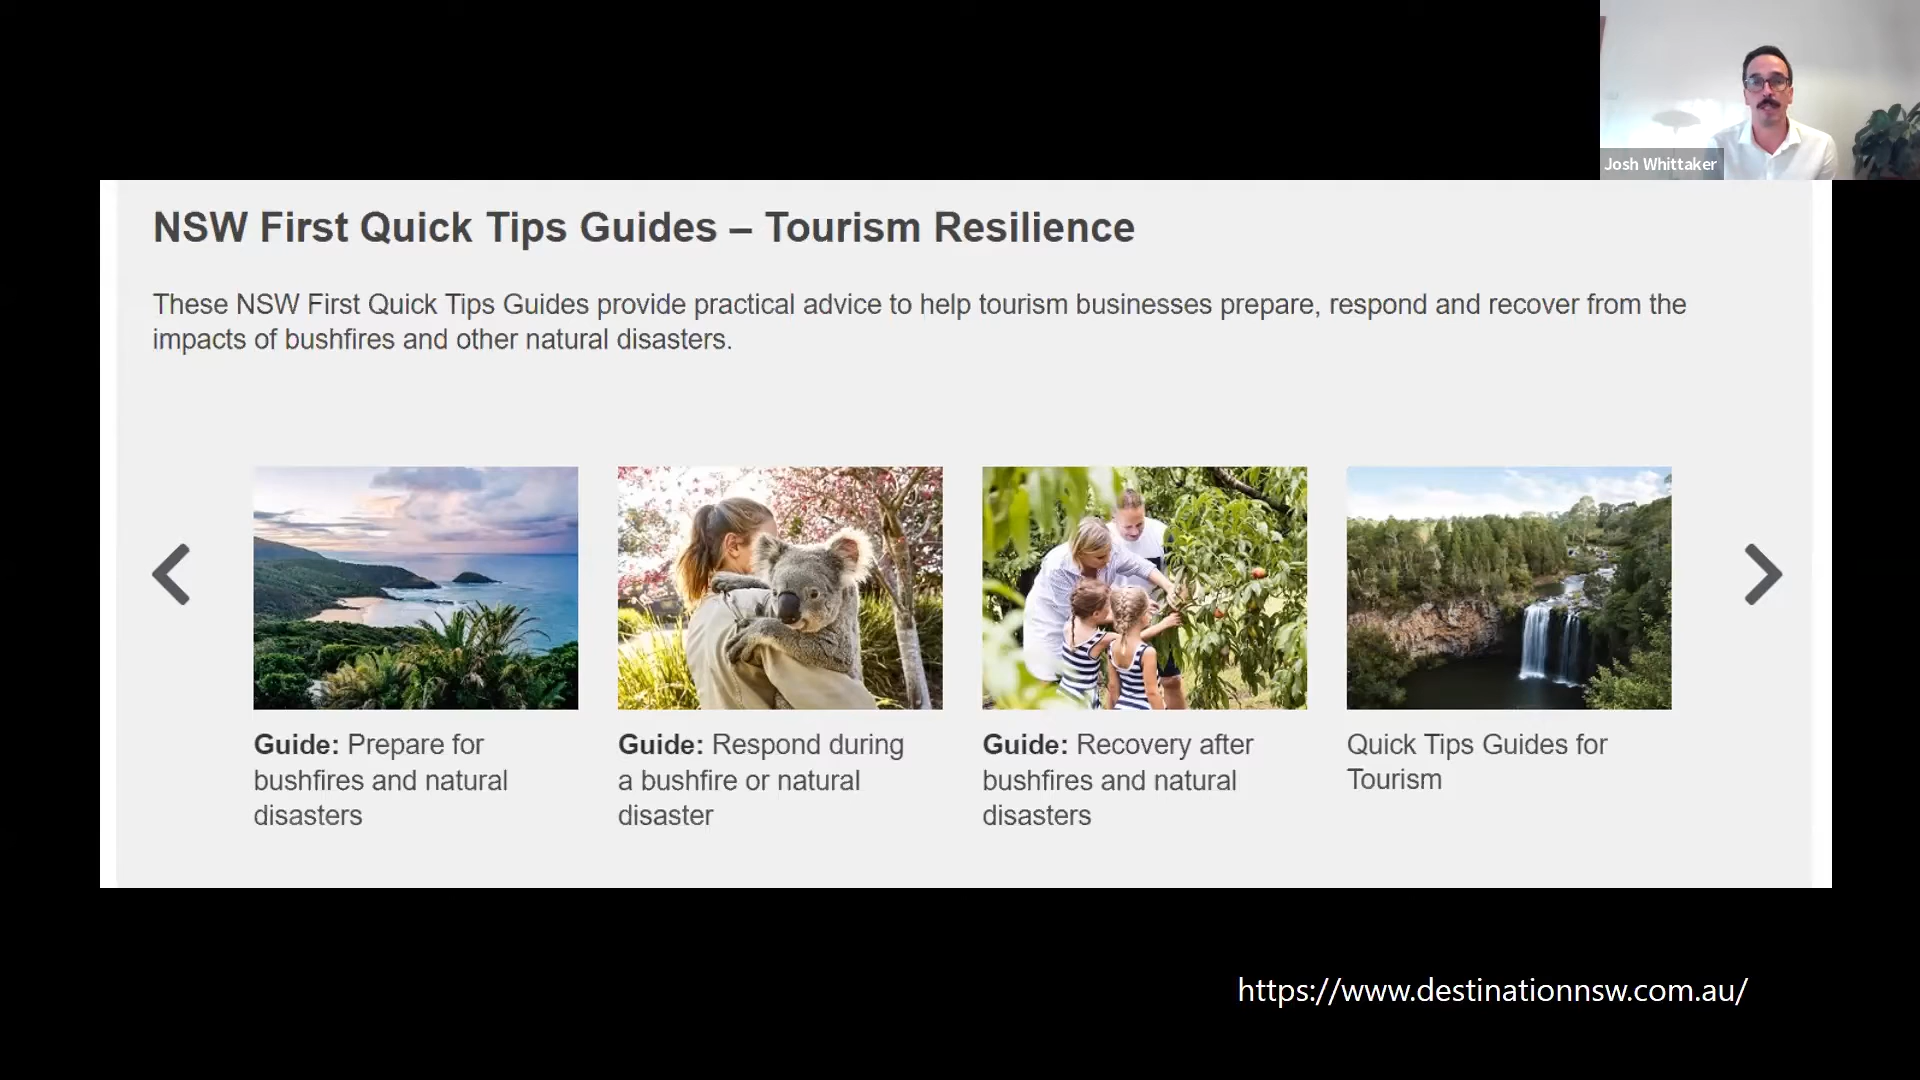 Josh Whittaker
NSW First Quick Tips Guides – Tourism Resilience
These NSW First Quick Tips Guides provide practical advice to help tourism businesses prepare, respond and recover from the
impacts of bushfires and other natural disasters.
Guide: Prepare for
bushfires and natural
disasters
Guide: Respond during
a bushfire or natural
disaster
Guide: Recovery after
bushfires and natural
disasters
Quick Tips Guides for
Tourism
https://www.destinationnsw.com.au/